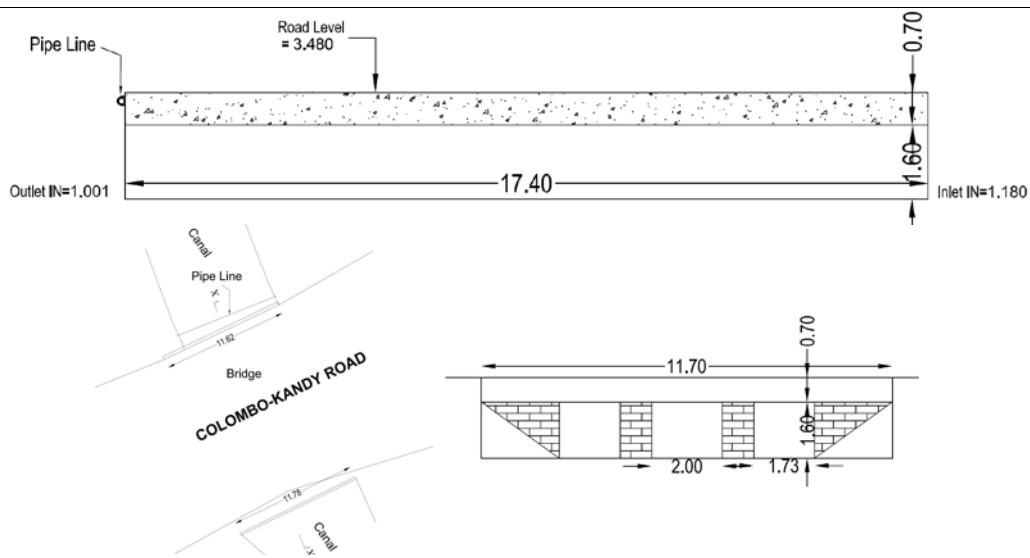 Pipe Line
Road Level
= 3.480
0.70
1.60
17.40
Outlet IN=1.001
Inlet IN=1.180
Canal
Pipe Line
X
11.62
Bridge
COLOMBO-KANDY ROAD
11.78
Canal
X
0.70
11.70
1.60
2.00
1.73